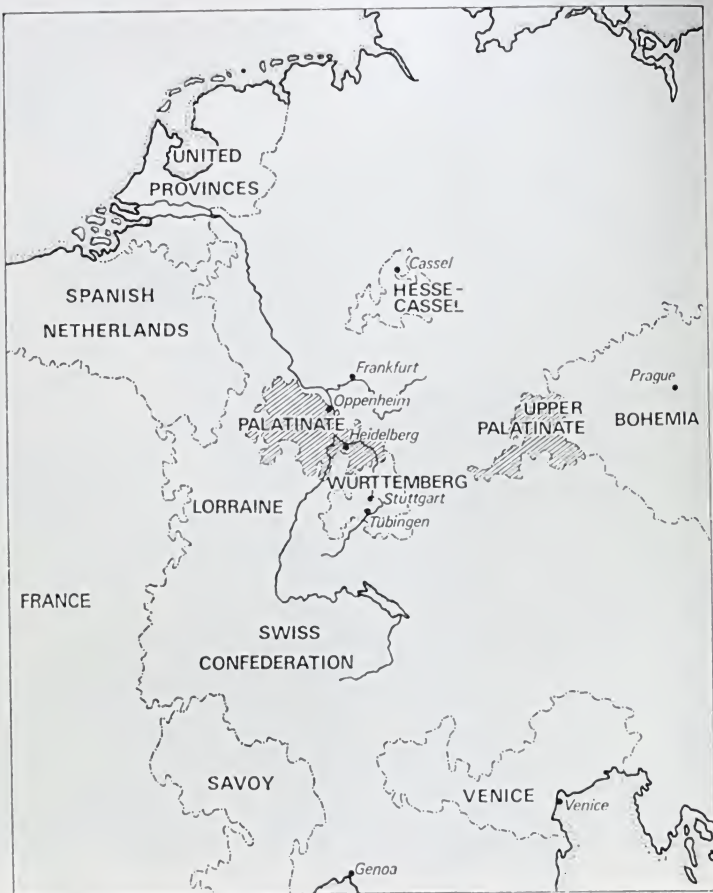 UNITED
PROVINCES
SPANISH
NETHERLANDS
Cassel
HESSE-
CASSEL
Frankfurt
Oppenheim
PALATINATE
Heidelberg
UPPER
PALATINATE
Prague
BOHEMIA
WÜRTTEMBERG
Stuttgart
Tübingen
LORRAINE
FRANCE
SWISS
CONFEDERATION
SAVOY
VENICE
Venice
Genoa